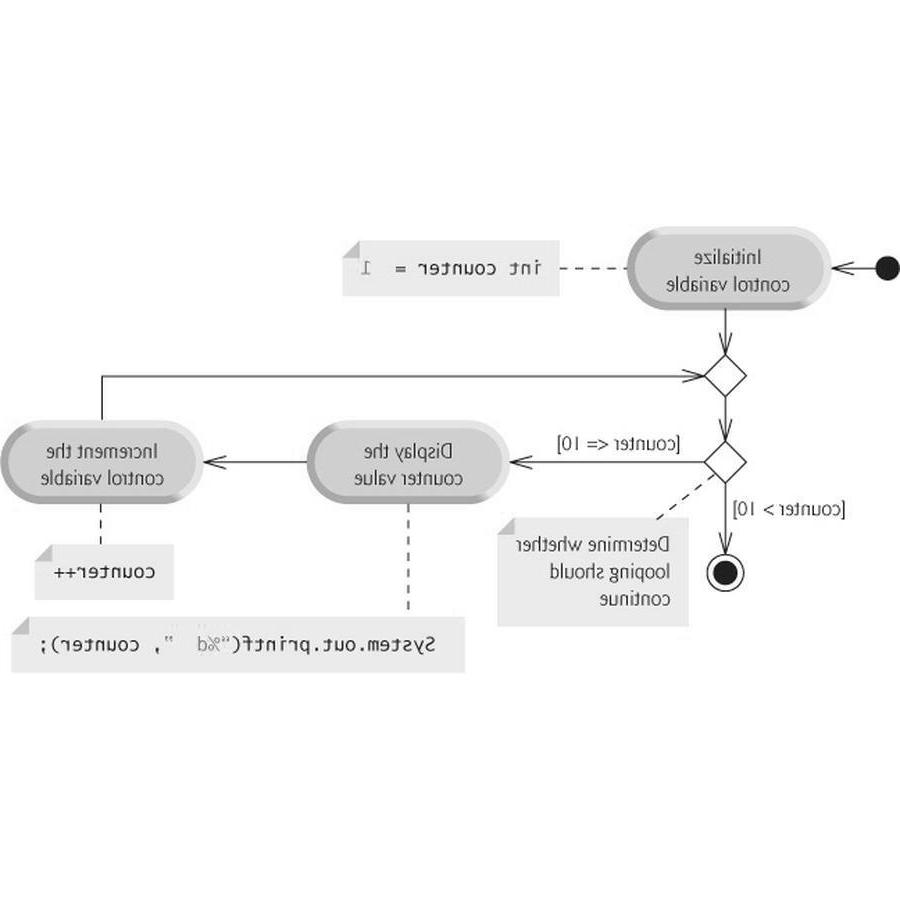 Initialize
control variable
int counter = 1
[counter <= 10]
Display the
counter value
Increment the
control variable
[counter > 10]
Determine whether
looping should
continue
counter++
System.out.printf(“%d  ”, counter);